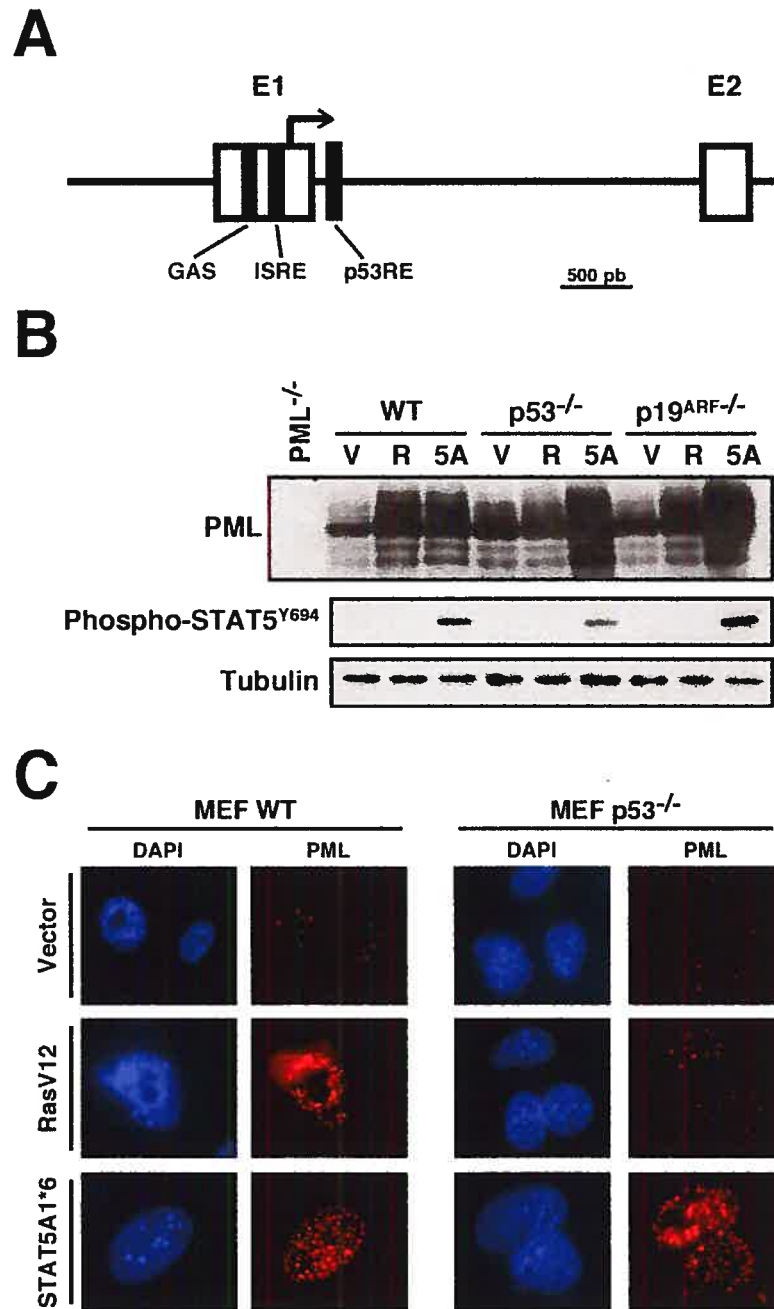 A
E1 E2
GAS ISRE p53RE
500 pb
B
PML-/-
WT p53-/- p19ARF-/-
V R 5A V R 5A V R 5A
PML
Phospho-STAT5Y694
Tubulin
C
MEF WT MEF p53-/-
DAPI PML DAPI PML
Vector
RasV12
STAT5A1*6